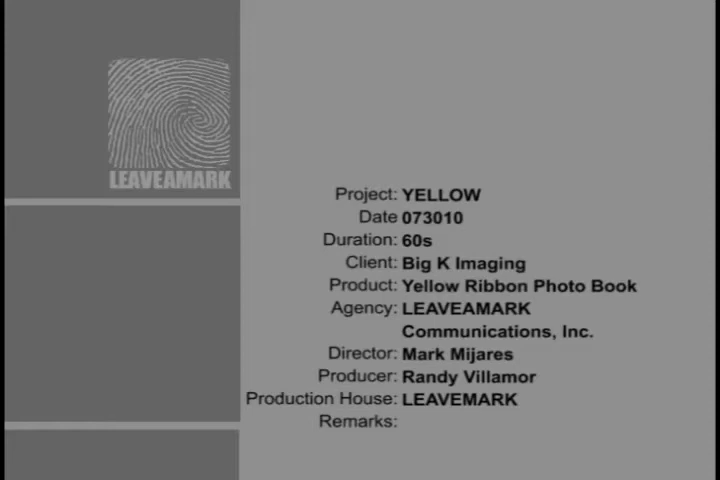 LEAVEAMARK
Project: YELLOW
Date 073010
Duration: 60s
Client: Big K Imaging
Product: Yellow Ribbon Photo Book
Agency: LEAVEAMARK
Communications, Inc.
Director: Mark Mijares
Producer: Randy Villamor
Production House: LEAVEMARK
Remarks: